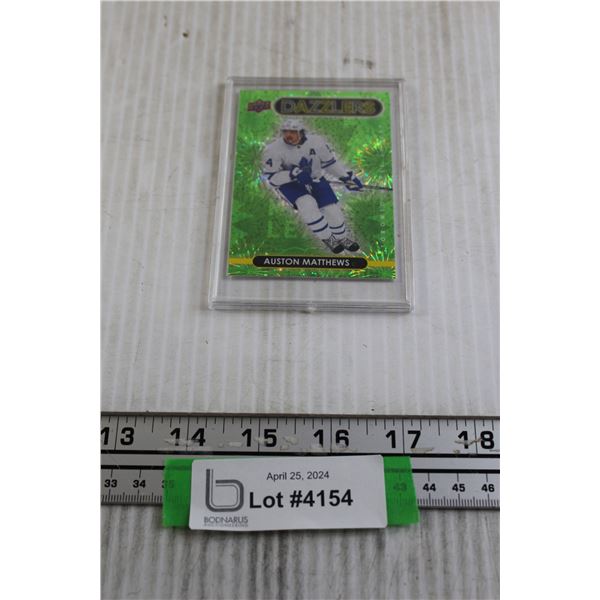 DAZZLERS
AUSTON MATTHEWS
13 14 15 16 17 18
33 34 43 44 45 46
April 25, 2024
Lot #4154
BODNARUS
AUCTIONEERING